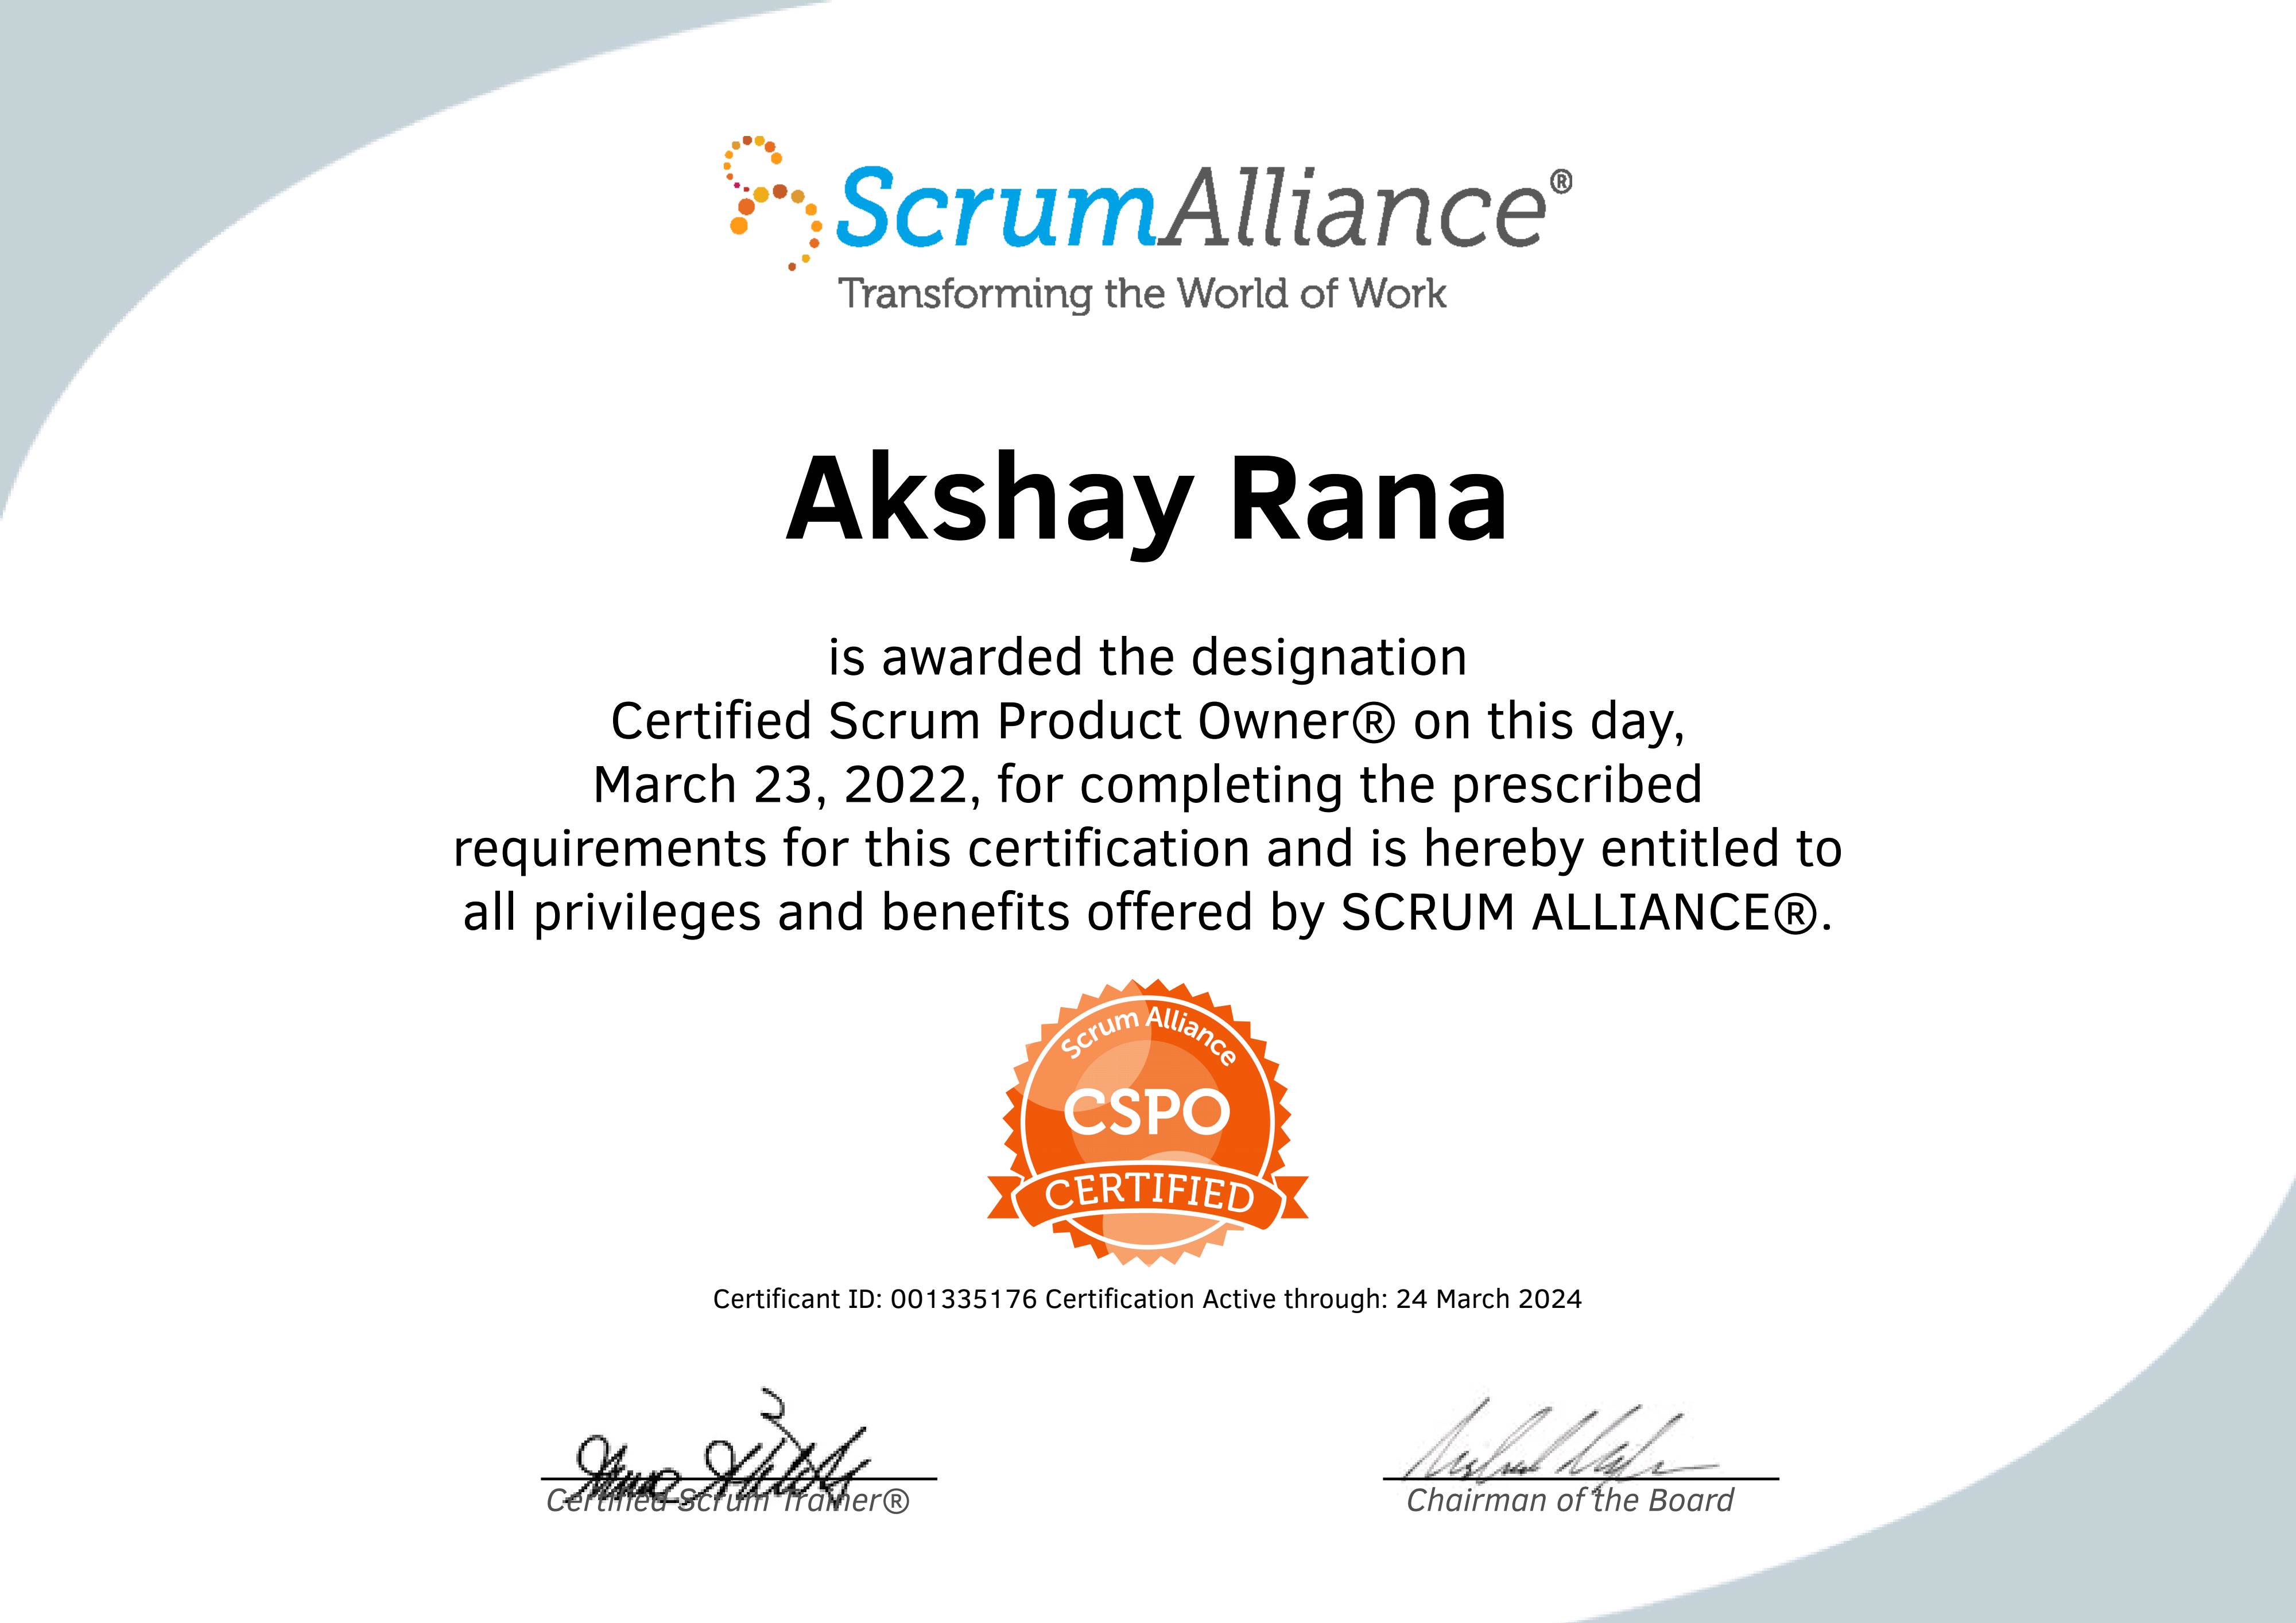 ScrumAlliance®
Transforming the World of Work
Akshay Rana
is awarded the designation
Certified Scrum Product Owner® on this day,
March 23, 2022, for completing the prescribed
requirements for this certification and is hereby entitled to
all privileges and benefits offered by SCRUM ALLIANCE®.
Scrum Alliance
CSPO
CERTIFIED
Certificant ID: 001335176 Certification Active through: 24 March 2024
Certified Scrum Trainer®
Chairman of the Board